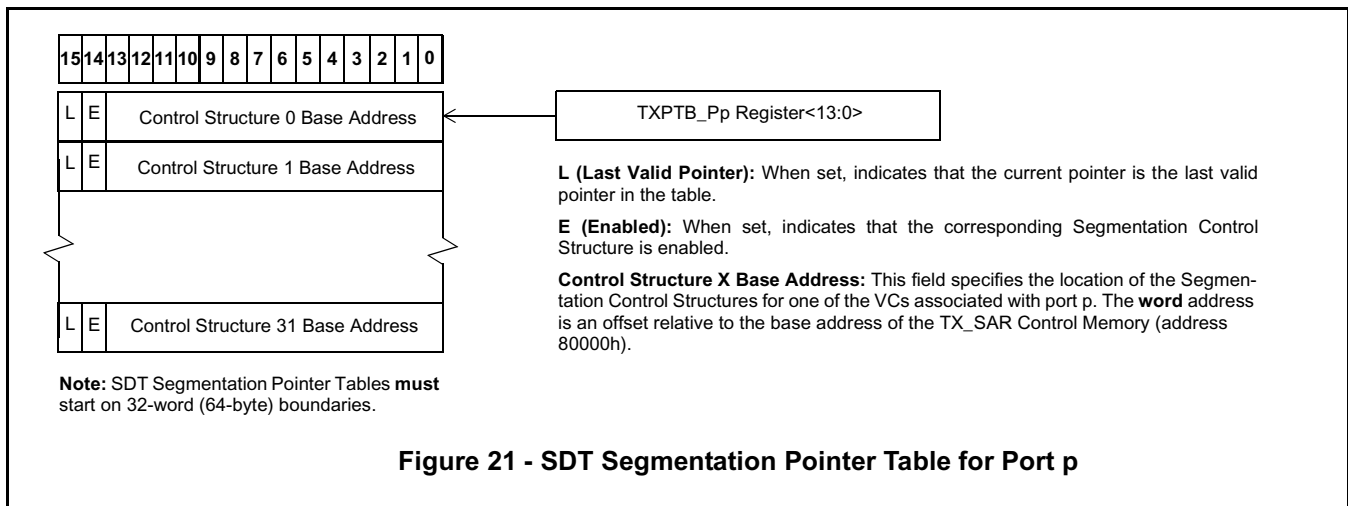 15 14 13 12 11 10 9 8 7 6 5 4 3 2 1 0
L E Control Structure 0 Base Address
TXPTB_Pp Register<13:0>
L E Control Structure 1 Base Address
L (Last Valid Pointer): When set, indicates that the current pointer is the last valid
pointer in the table.
E (Enabled): When set, indicates that the corresponding Segmentation Control
Structure is enabled.
Control Structure X Base Address: This field specifies the location of the Segmen-
tation Control Structures for one of the VCs associated with port p. The word address
is an offset relative to the base address of the TX_SAR Control Memory (address
80000h).
L E Control Structure 31 Base Address
Note: SDT Segmentation Pointer Tables must
start on 32-word (64-byte) boundaries.
Figure 21 - SDT Segmentation Pointer Table for Port p